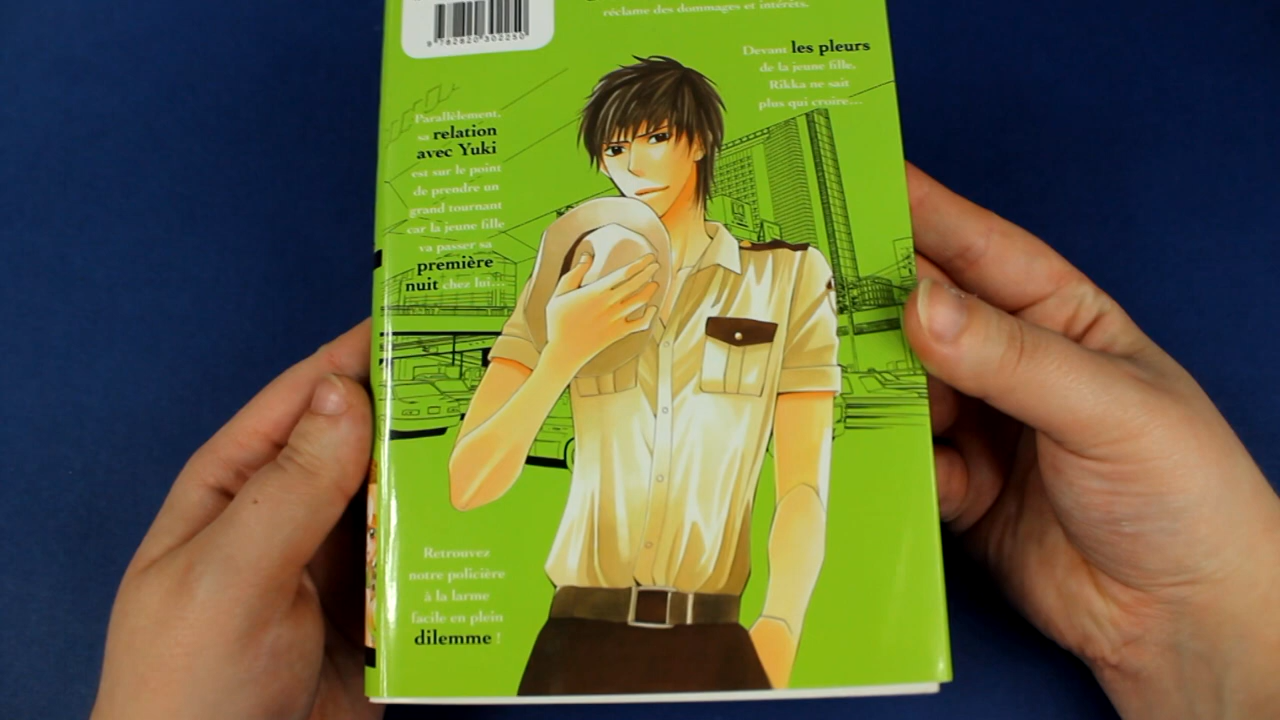 9 782820 302250
réclame des dommages et intérêts.
Devant les pleurs
de la jeune fille,
Rikka ne sait
plus qui croire...
Parallèlement,
sa relation
avec Yuki
est sur le point
de prendre un
grand tournant
car la jeune fille
va passer sa
première
nuit chez lui...
Retrouvez
notre policière
à la larme
facile en plein
dilemme !